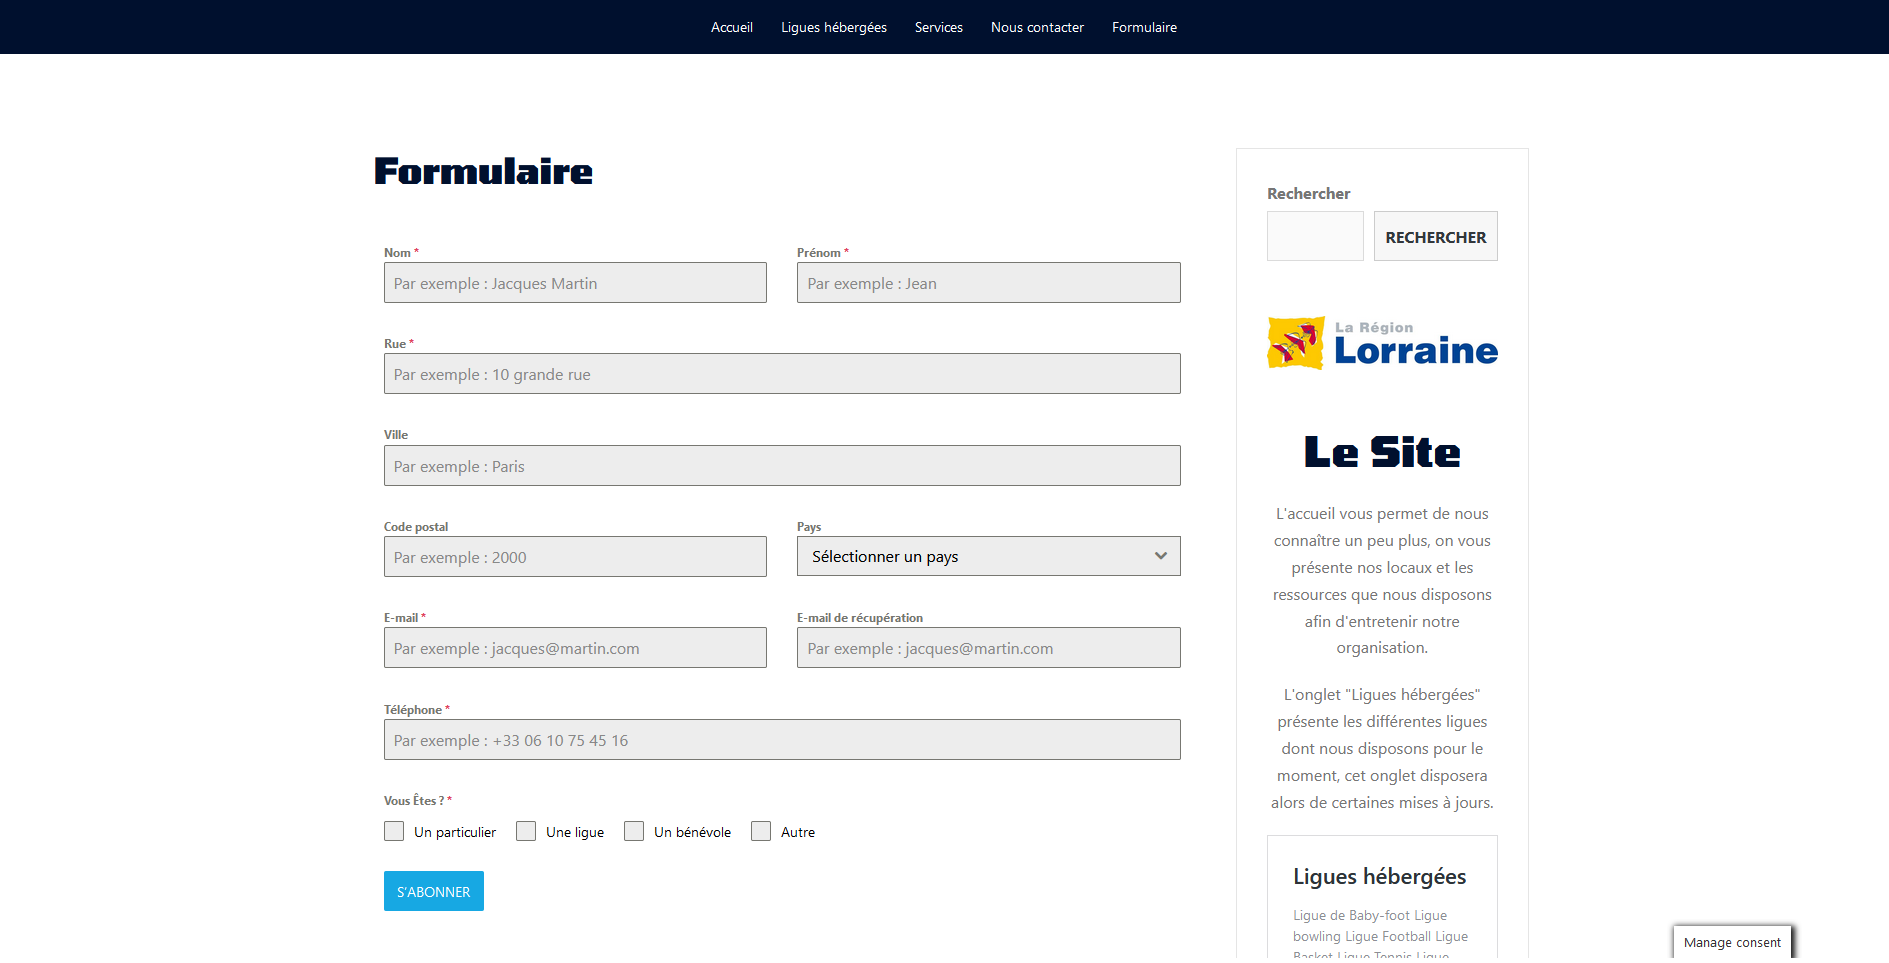 Accueil Ligues hébergées Services Nous contacter Formulaire
Formulaire
Nom * Prénom *
Par exemple : Jacques Martin Par exemple : Jean
Rue *
Par exemple : 10 grande rue
Ville
Par exemple : Paris
Code postal Pays
Par exemple : 2000 Sélectionner un pays
E-mail * E-mail de récupération
Par exemple : jacques@martin.com Par exemple : jacques@martin.com
Téléphone *
Par exemple : +33 06 10 75 45 16
Vous Êtes ? *
Un particulier Une ligue Un bénévole Autre
S'ABONNER
Rechercher
RECHERCHER
La Région
Lorraine
Le Site
L'accueil vous permet de nous
connaître un peu plus, on vous
présente nos locaux et les
ressources que nous disposons
afin d'entretenir notre
organisation.
L'onglet "Ligues hébergées"
présente les différentes ligues
dont nous disposons pour le
moment, cet onglet disposera
alors de certaines mises à jours.
Ligues hébergées
Ligue de Baby-foot Ligue
bowling Ligue Football Ligue
Basket Ligue Tennis Ligue
Manage consent